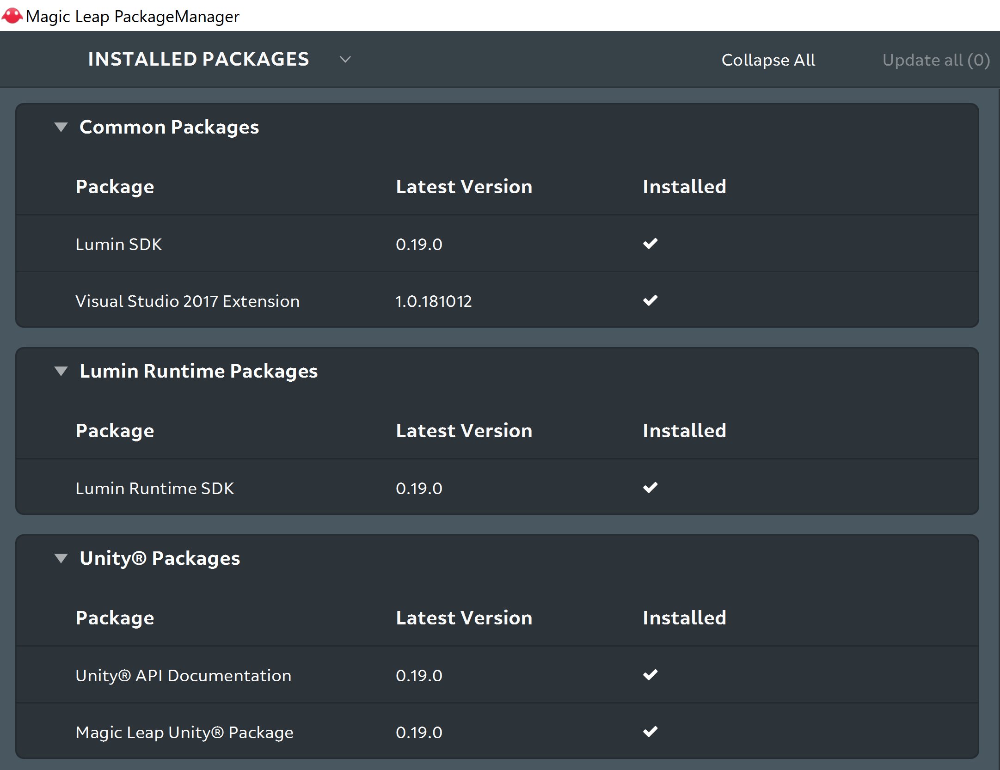 Magic Leap PackageManager
INSTALLED PACKAGES Collapse All Update all (0)
Common Packages
Package Latest Version Installed
Lumin SDK 0.19.0
Visual Studio 2017 Extension 1.0.181012
Lumin Runtime Packages
Package Latest Version Installed
Lumin Runtime SDK 0.19.0
Unity® Packages
Package Latest Version Installed
Unity® API Documentation 0.19.0
Magic Leap Unity® Package 0.19.0